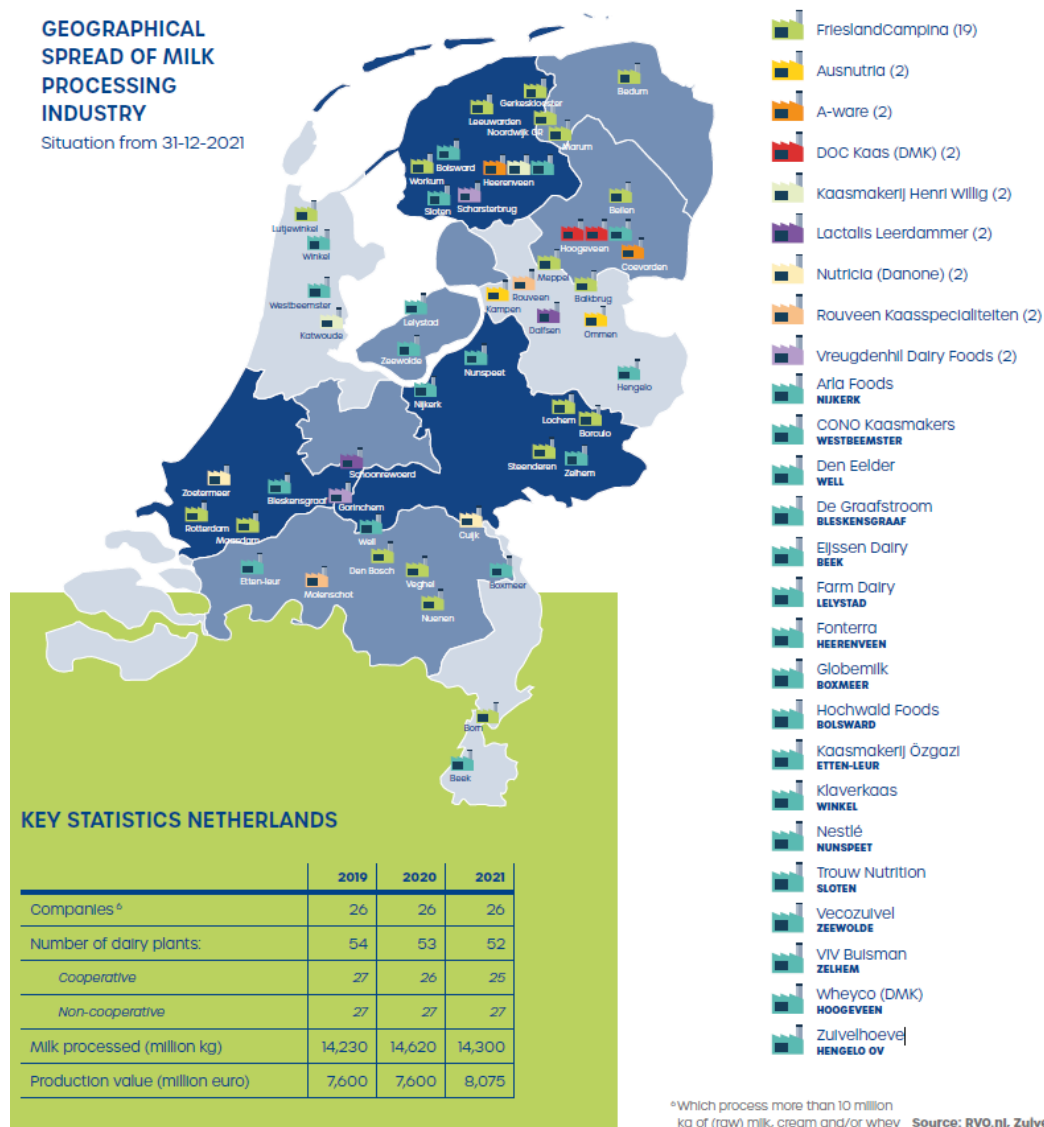 GEOGRAPHICAL
SPREAD OF MILK
PROCESSING
INDUSTRY
Situation from 31-12-2021
Bedum
Gerkesklooster
Leeuwarden
Noordwijk GR
Marum
Bolsward
Workum
Heerenveen
Sloten
Scharsterbrug
Beilen
Lutjewinkel
Winkel
Hoogeveen
Coevorden
Meppel
Westbeemster
Rouveen
Balkbrug
Kampen
Lelystad
Katwoude
Dalfsen
Ommen
Zeewolde
Nunspeet
Hengelo
Nijkerk
Lochem
Borculo
Steenderen
Zelhem
Schoonrewoerd
Zoetermeer
Bleskensgraaf
Gorinchem
Rotterdam
Maasdam
Well
Cuijk
Den Bosch
Etten-leur
Veghel
Boxmeer
Molenschot
Nuenen
Born
Beek
FrieslandCampina (19)
Ausnutria (2)
A-ware (2)
DOC Kaas (DMK) (2)
Kaasmakerij Henri Willig (2)
Lactalis Leerdammer (2)
Nutricia (Danone) (2)
Rouveen Kaasspecialiteiten (2)
Vreugdenhil Dairy Foods (2)
Arla Foods
NIJKERK
CONO Kaasmakers
WESTBEEMSTER
Den Eelder
WELL
De Graafstroom
BLESKENSGRAAF
Eijssen Dairy
BEEK
Farm Dairy
LELYSTAD
Fonterra
HEERENVEEN
Globemilk
BOXMEER
Hochwald Foods
BOLSWARD
Kaasmakerij Özgazi
ETTEN-LEUR
Klaverkaas
WINKEL
Nestlé
NUNSPEET
Trouw Nutrition
SLOTEN
Vecozuivel
ZEEWOLDE
VIV Buisman
ZELHEM
Wheyco (DMK)
HOOGEVEEN
Zuivelhoeve
HENGELO OV
KEY STATISTICS NETHERLANDS
2019 2020 2021
Companies ⁶ 26 26 26
Number of dairy plants: 54 53 52
Cooperative 27 26 25
Non-cooperative 27 27 27
Milk processed (million kg) 14,230 14,620 14,300
Production value (million euro) 7,600 7,600 8,075
⁶ Which process more than 10 million
kg of (raw) milk, cream and/or whey Source: RVO.nl,